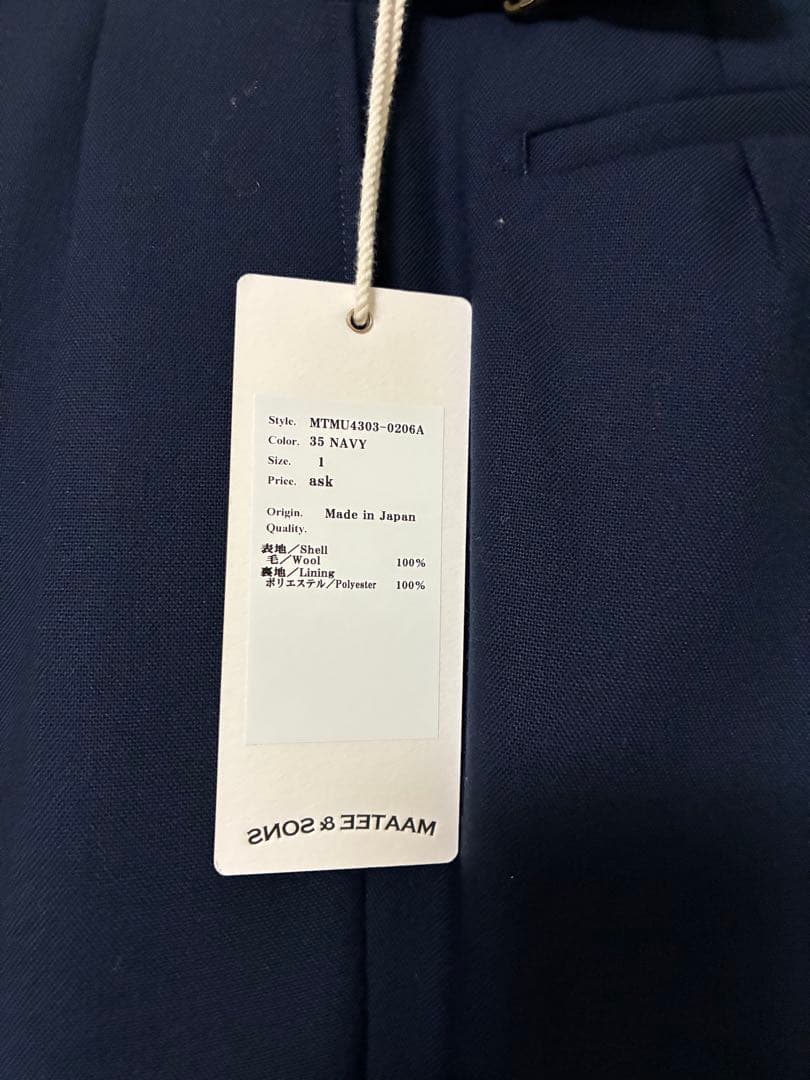 Style. MTMU4303-0206A
Color. 35 NAVY
Size. 1
Price. ask
Origin. Made in Japan
Quality.
表地/Shell
毛/Wool 100%
裏地/Lining
ポリエステル/Polyester 100%
MAATEE & SONS